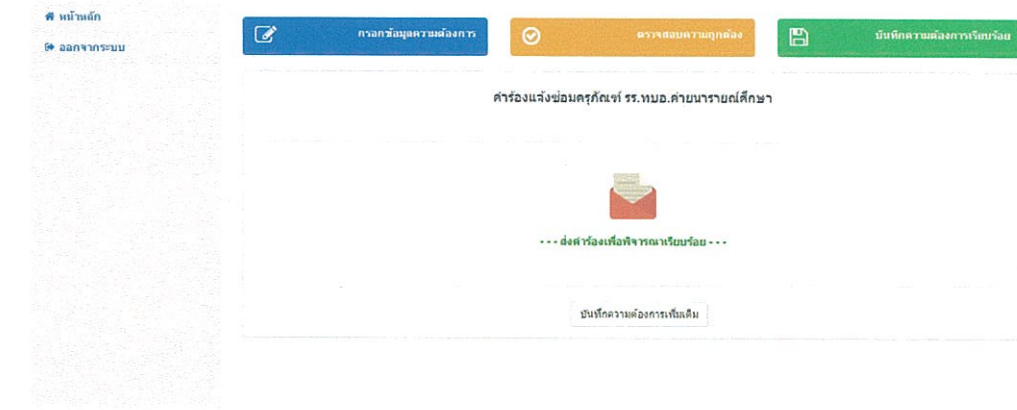 หน้าหลัก
ออกจากระบบ
กรอกข้อมูลความต้องการ
ตรวจสอบความถูกต้อง
บันทึกความต้องการเรียบร้อย
คำร้องแจ้งซ่อมครุภัณฑ์ รร.ทบอ.ค่ายนารายณ์ศึกษา
- - - ส่งคำร้องเพื่อพิจารณาเรียบร้อย - - -
บันทึกความต้องการเพิ่มเติม